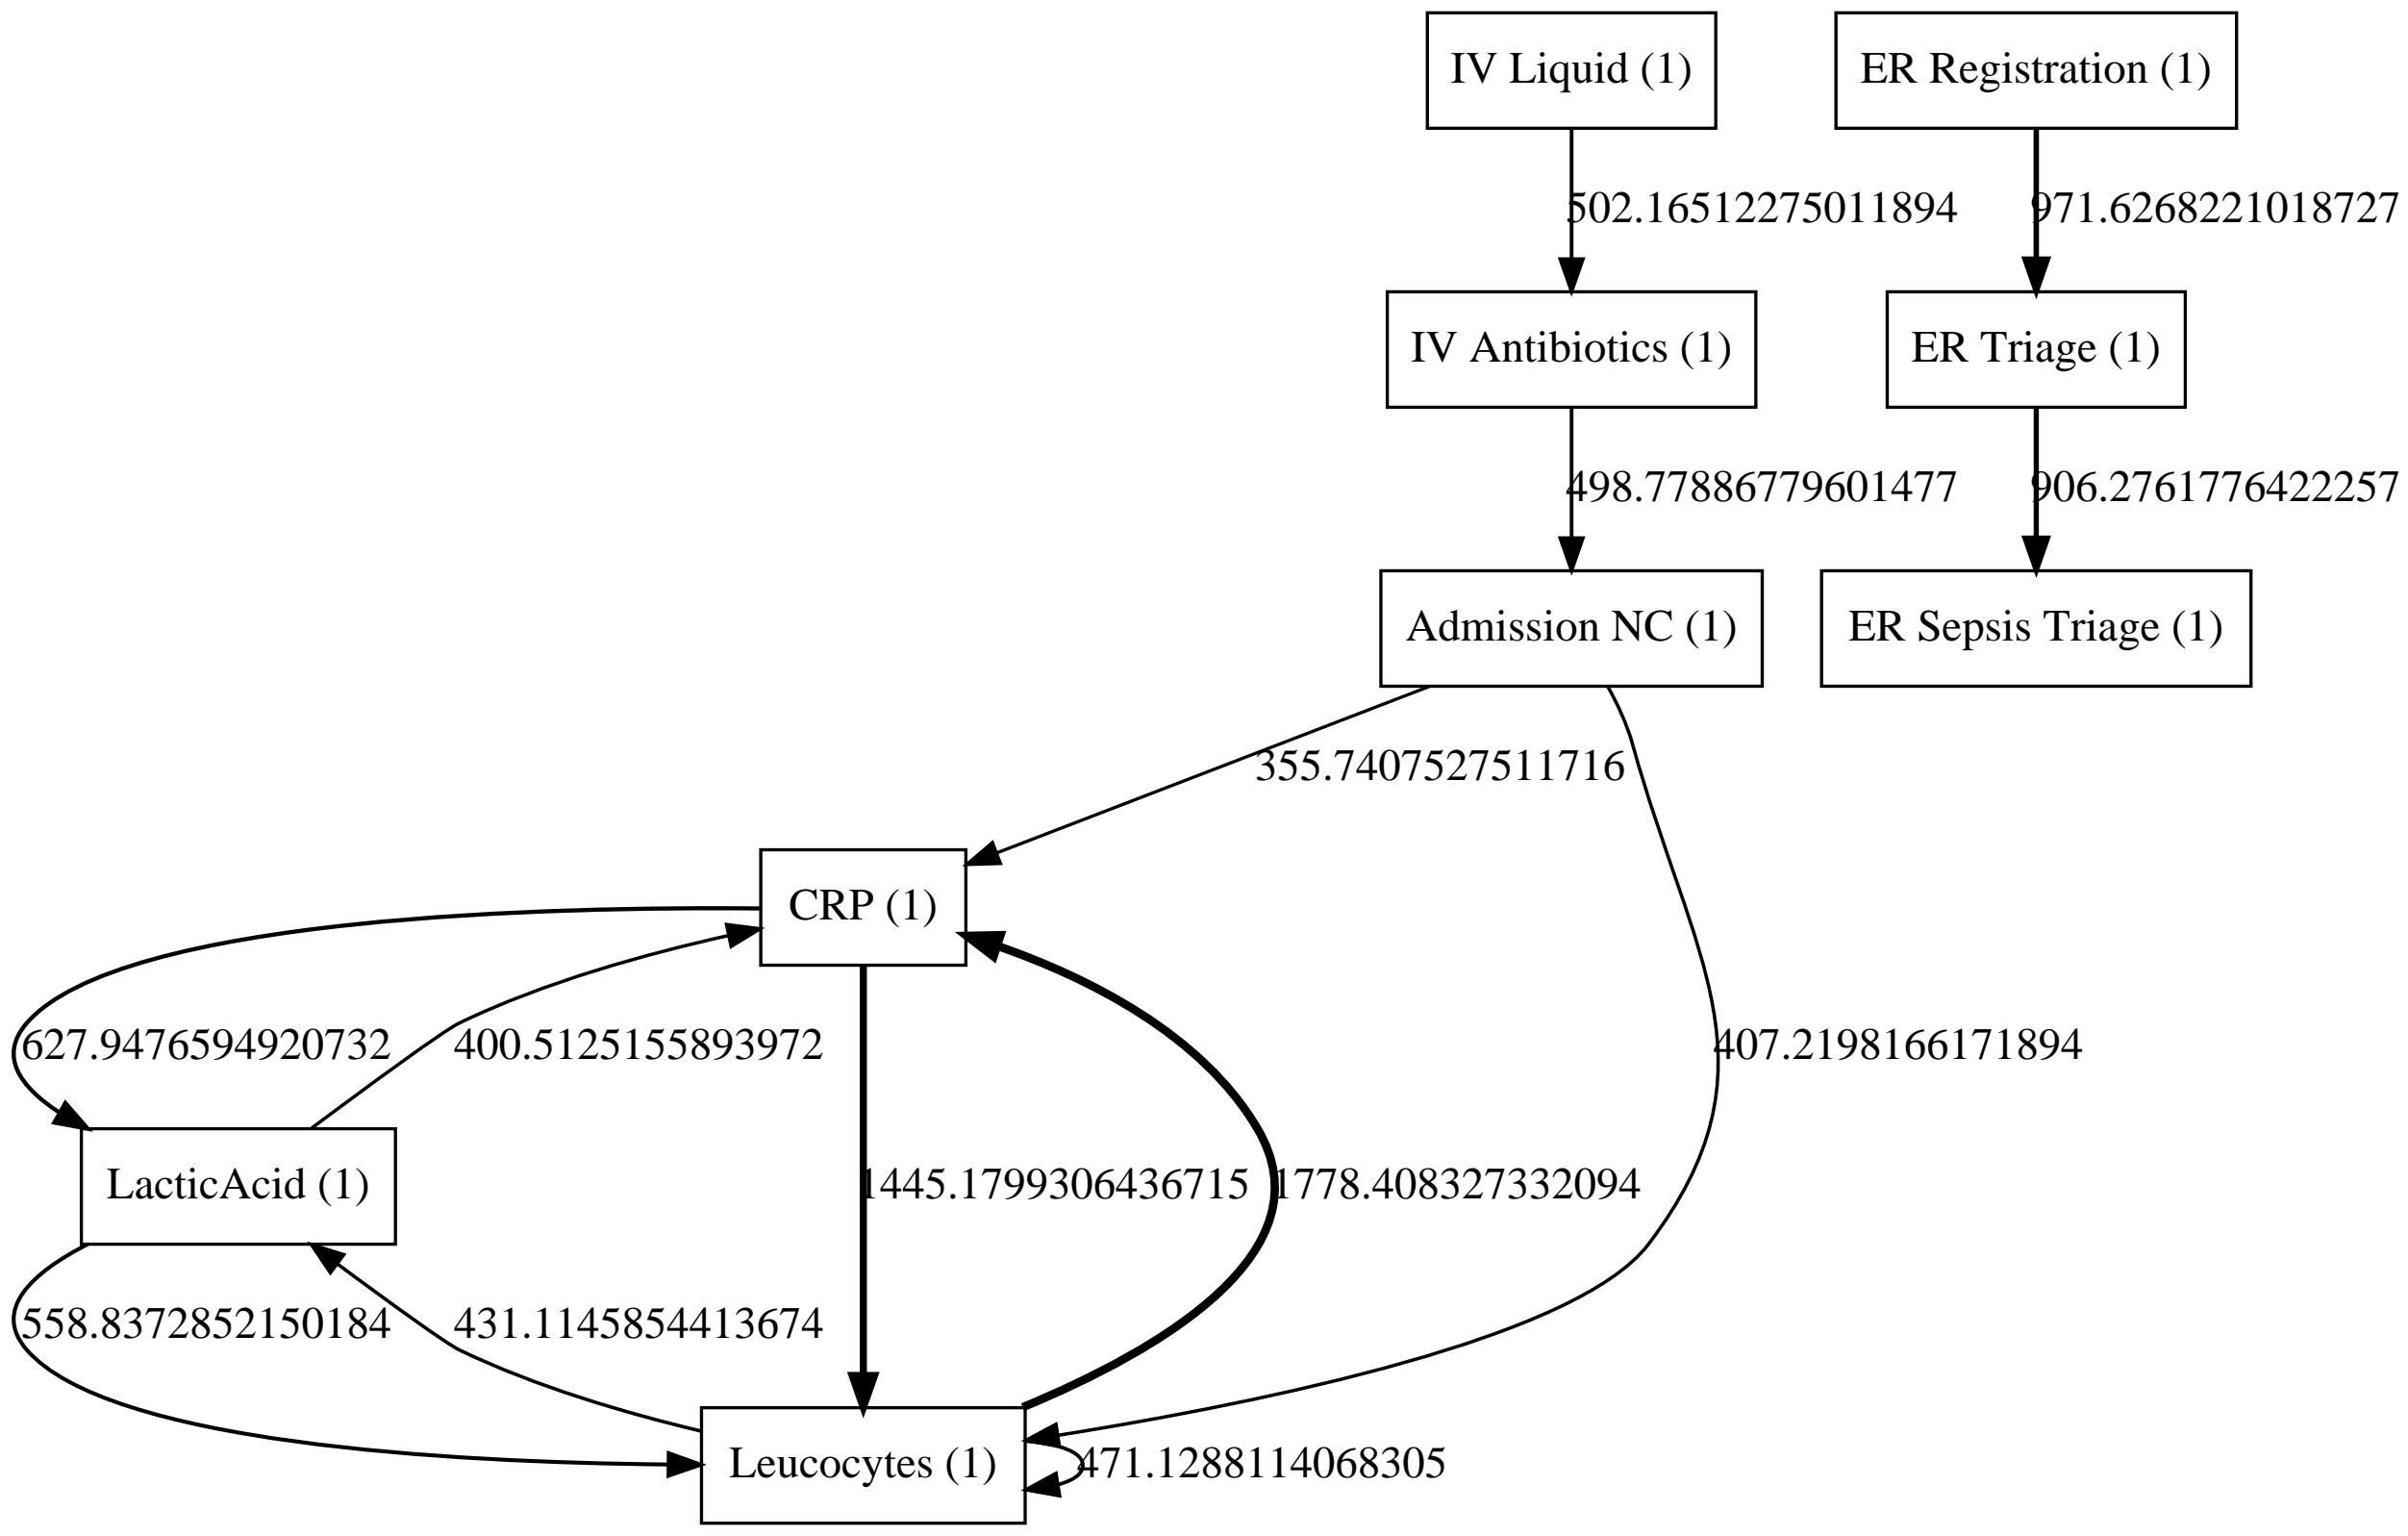 IV Liquid (1)
ER Registration (1)
502.16512275011894
971.6268221018727
IV Antibiotics (1)
ER Triage (1)
498.77886779601477
906.2761776422257
Admission NC (1)
ER Sepsis Triage (1)
355.7407527511716
CRP (1)
627.9476594920732
400.5125155893972
407.2198166171894
LacticAcid (1)
1445.1799306436715
1778.408327332094
558.8372852150184
431.1145854413674
Leucocytes (1)
471.1288114068305